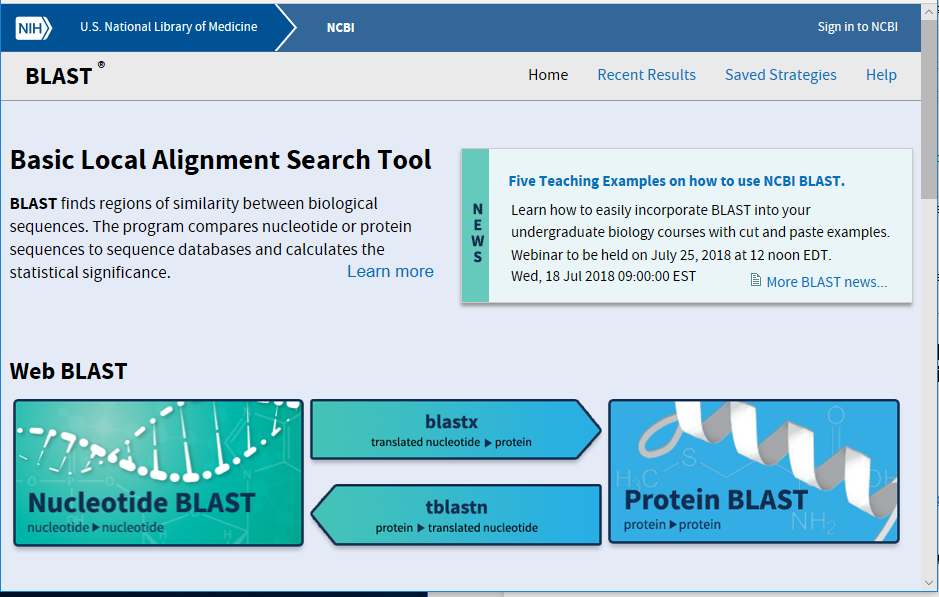 NIH U.S. National Library of Medicine NCBI Sign in to NCBI
BLAST ® Home Recent Results Saved Strategies Help
Basic Local Alignment Search Tool
BLAST finds regions of similarity between biological
sequences. The program compares nucleotide or protein
sequences to sequence databases and calculates the
statistical significance. Learn more
NEWS
Five Teaching Examples on how to use NCBI BLAST.
Learn how to easily incorporate BLAST into your
undergraduate biology courses with cut and paste examples.
Webinar to be held on July 25, 2018 at 12 noon EDT.
Wed, 18 Jul 2018 09:00:00 EST
More BLAST news...
Web BLAST
Nucleotide BLAST
nucleotide ▶ nucleotide
blastx
translated nucleotide ▶ protein
tblastn
protein ▶ translated nucleotide
H₃C S O OH
Protein BLAST
protein ▶ protein
NH₂